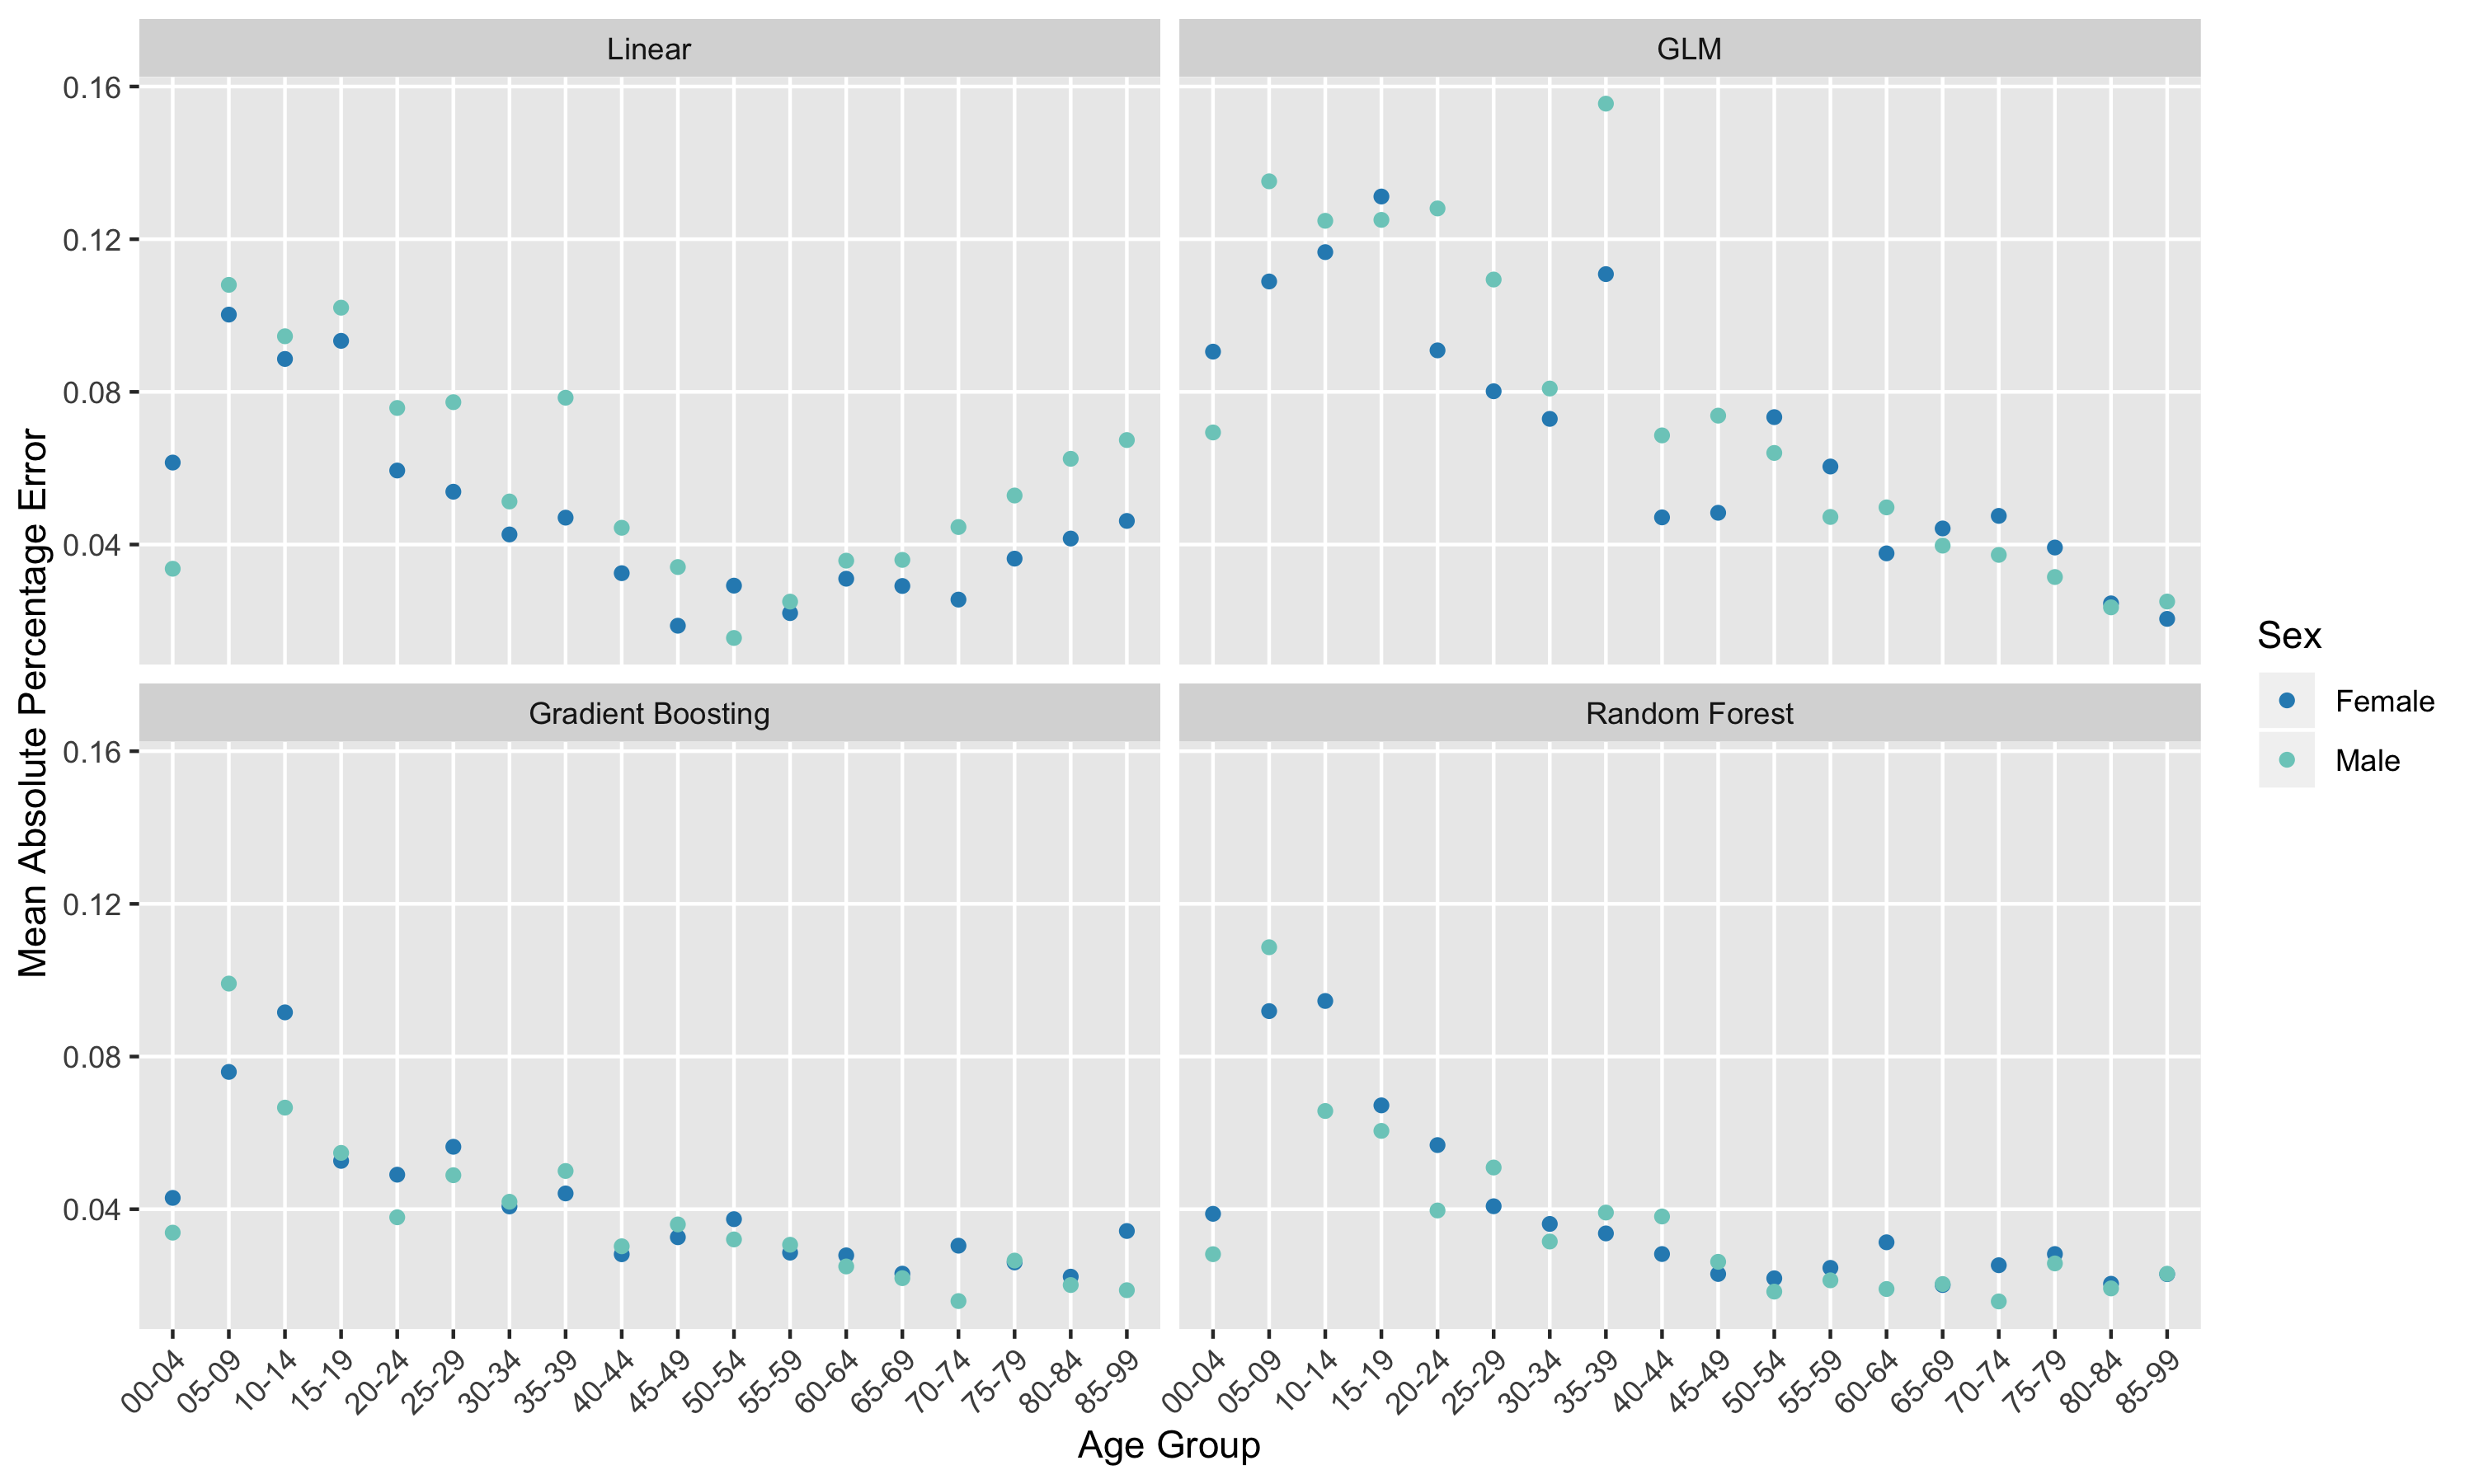 Linear
GLM
0.16
0.12
0.08
0.04
Gradient Boosting
Random Forest
0.16
0.12
0.08
0.04
00-04 05-09 10-14 15-19 20-24 25-29 30-34 35-39 40-44 45-49 50-54 55-59 60-64 65-69 70-74 75-79 80-84 85-99
00-04 05-09 10-14 15-19 20-24 25-29 30-34 35-39 40-44 45-49 50-54 55-59 60-64 65-69 70-74 75-79 80-84 85-99
Age Group
Mean Absolute Percentage Error
Sex
Female
Male